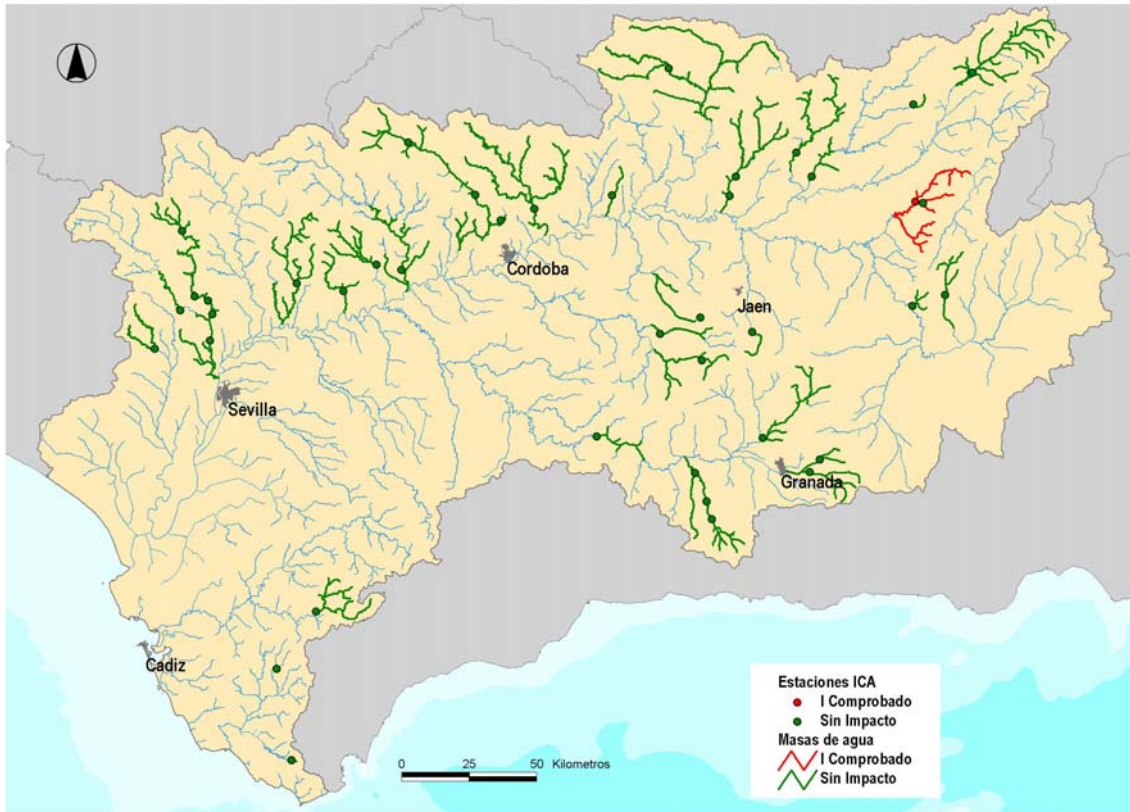 Cordoba
Jaen
Sevilla
Granada
Cadiz
Estaciones ICA
I Comprobado
Sin Impacto
Masas de agua
I Comprobado
Sin Impacto
0 25 50 Kilometros